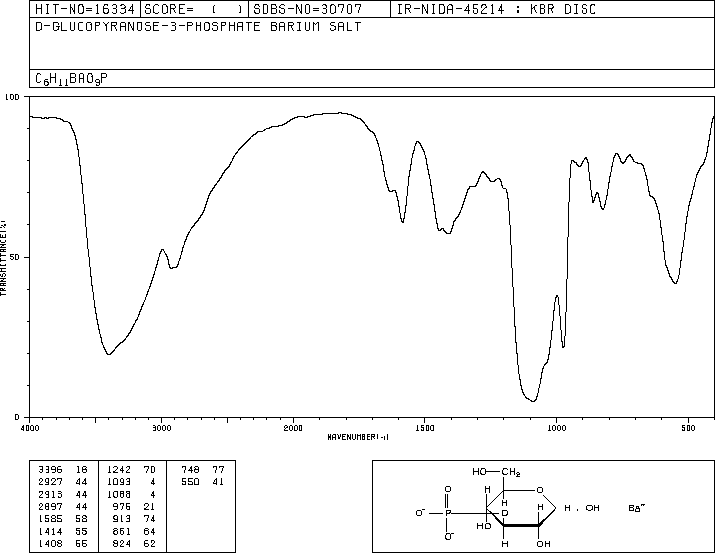 HIT-NO=16334 SCORE= ( ) SDBS-NO=30707 IR-NIDA-45214 : KBR DISC
D-GLUCOPYRANOSE-3-PHOSPHATE BARIUM SALT
C6H11BAO9P
100
50
0
TRANSMITTANCE(%)
4000 3000 2000 1500 1000 500
WAVENUMBER(-1)
3396 18 1242 70 748 77
2927 44 1093 4 550 41
2913 44 1088 4
2897 44 976 21
1585 58 913 74
1414 55 861 64
1408 55 824 62
HO CH2
O
H
H
O
H . OH Ba++
O- P O
O-
HO
H
OH